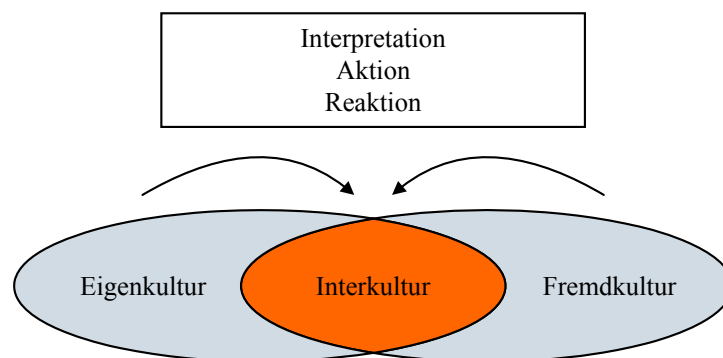 Interpretation
Aktion
Reaktion
Eigenkultur Interkultur Fremdkultur